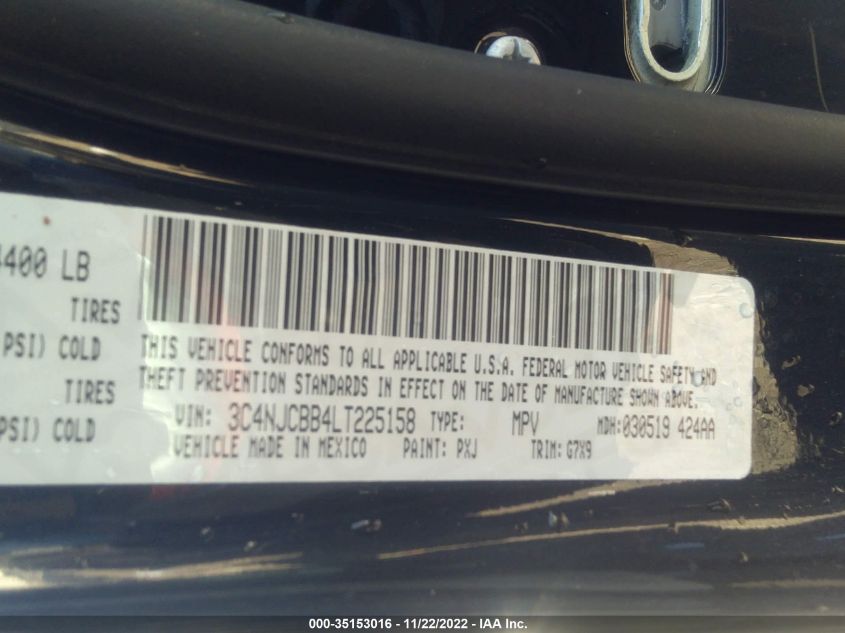 4400 LB
TIRES
PSI) COLD
TIRES
PSI) COLD
THIS VEHICLE CONFORMS TO ALL APPLICABLE U.S.A. FEDERAL MOTOR VEHICLE SAFETY AND
THEFT PREVENTION STANDARDS IN EFFECT ON THE DATE OF MANUFACTURE SHOWN ABOVE.
VIN: 3C4NJCBB4LT225158 TYPE: MPV MDH:030519 424AA
VEHICLE MADE IN MEXICO PAINT: PXJ TRIM: G7X9
000-35153016 - 11/22/2022 - IAA Inc.